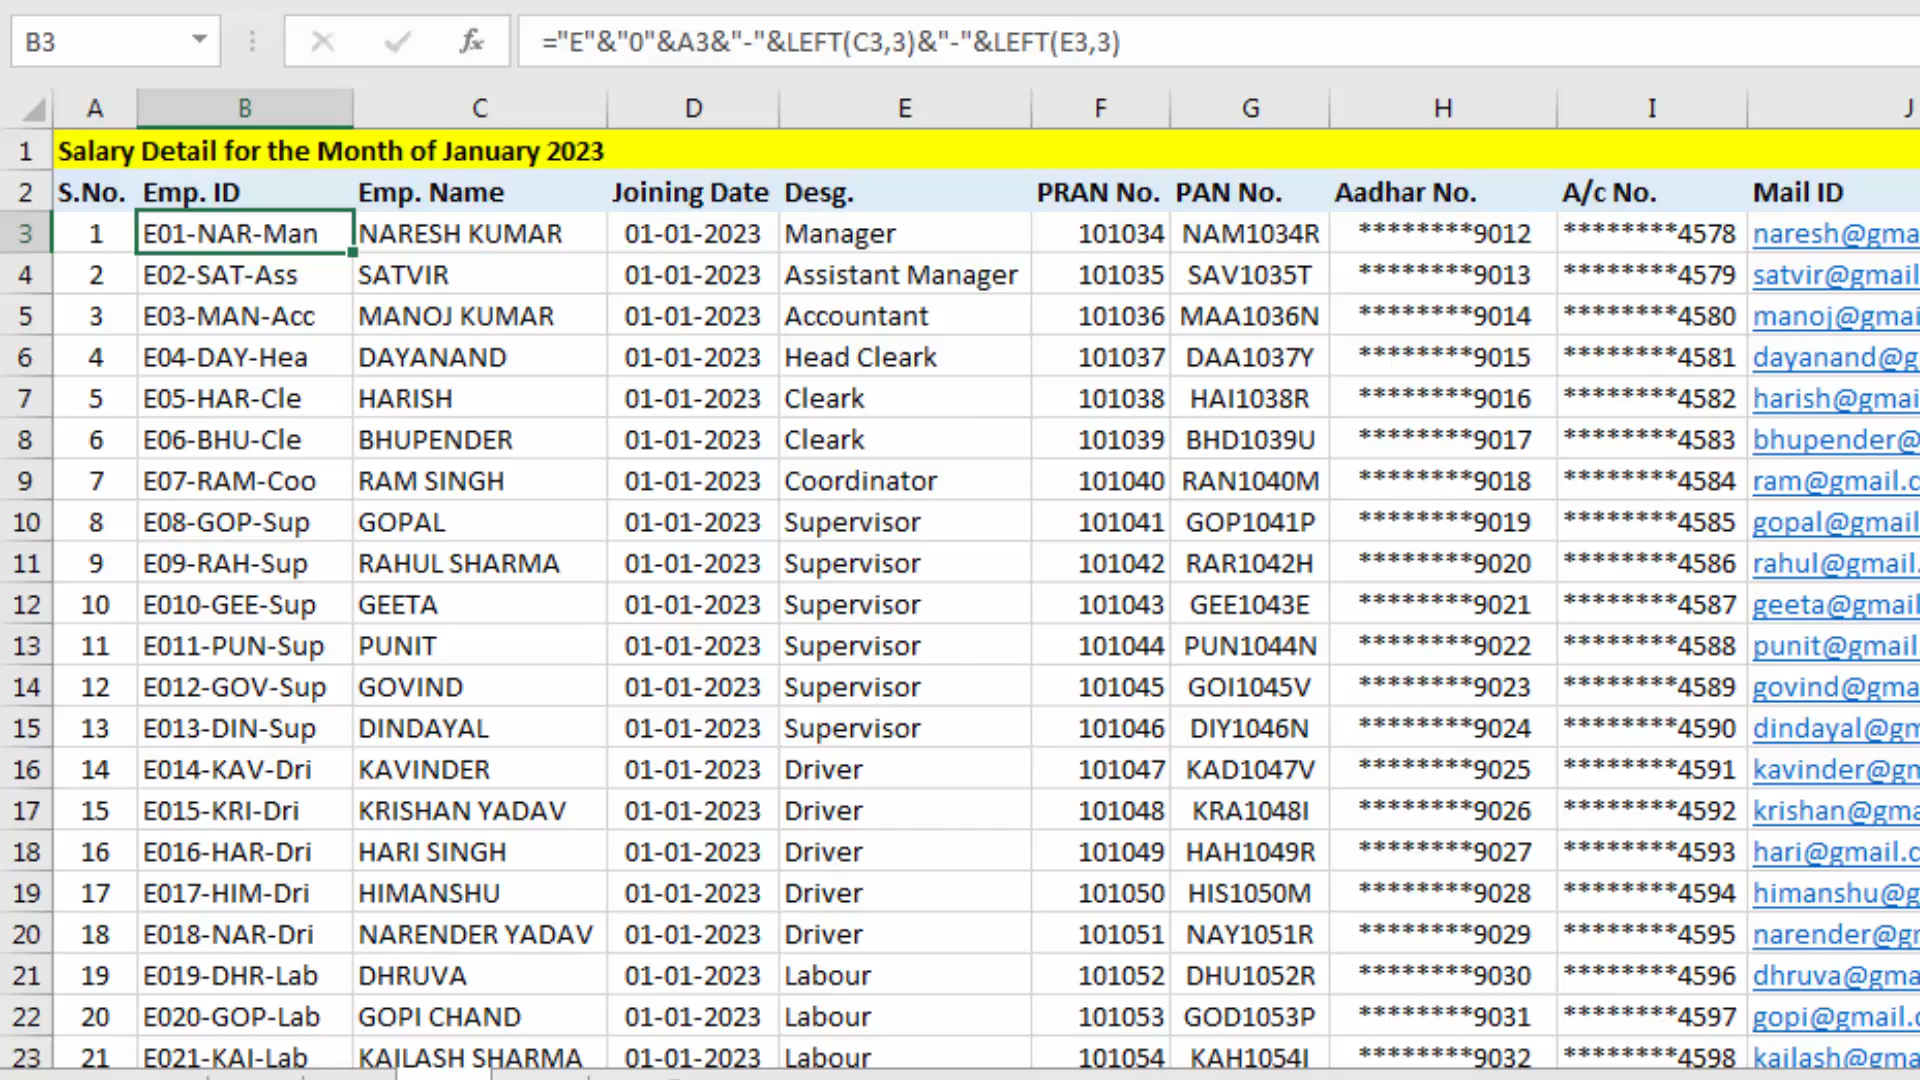 B3 fx ="E"&"0"&A3&"-"&LEFT(C3,3)&"-"&LEFT(E3,3)
A B C D E F G H I J
1 Salary Detail for the Month of January 2023
2 S.No. Emp. ID Emp. Name Joining Date Desg. PRAN No. PAN No. Aadhar No. A/c No. Mail ID
3 1 E01-NAR-Man NARESH KUMAR 01-01-2023 Manager 101034 NAM1034R ********9012 ********4578 naresh@gma
4 2 E02-SAT-Ass SATVIR 01-01-2023 Assistant Manager 101035 SAV1035T ********9013 ********4579 satvir@gmail
5 3 E03-MAN-Acc MANOJ KUMAR 01-01-2023 Accountant 101036 MAA1036N ********9014 ********4580 manoj@gmai
6 4 E04-DAY-Hea DAYANAND 01-01-2023 Head Cleark 101037 DAA1037Y ********9015 ********4581 dayanand@g
7 5 E05-HAR-Cle HARISH 01-01-2023 Cleark 101038 HAI1038R ********9016 ********4582 harish@gmai
8 6 E06-BHU-Cle BHUPENDER 01-01-2023 Cleark 101039 BHD1039U ********9017 ********4583 bhupender@
9 7 E07-RAM-Coo RAM SINGH 01-01-2023 Coordinator 101040 RAN1040M ********9018 ********4584 ram@gmail.c
10 8 E08-GOP-Sup GOPAL 01-01-2023 Supervisor 101041 GOP1041P ********9019 ********4585 gopal@gmail
11 9 E09-RAH-Sup RAHUL SHARMA 01-01-2023 Supervisor 101042 RAR1042H ********9020 ********4586 rahul@gmail.
12 10 E010-GEE-Sup GEETA 01-01-2023 Supervisor 101043 GEE1043E ********9021 ********4587 geeta@gmail
13 11 E011-PUN-Sup PUNIT 01-01-2023 Supervisor 101044 PUN1044N ********9022 ********4588 punit@gmail.
14 12 E012-GOV-Sup GOVIND 01-01-2023 Supervisor 101045 GOI1045V ********9023 ********4589 govind@gma
15 13 E013-DIN-Sup DINDAYAL 01-01-2023 Supervisor 101046 DIY1046N ********9024 ********4590 dindayal@gm
16 14 E014-KAV-Dri KAVINDER 01-01-2023 Driver 101047 KAD1047V ********9025 ********4591 kavinder@gm
17 15 E015-KRI-Dri KRISHAN YADAV 01-01-2023 Driver 101048 KRA1048I ********9026 ********4592 krishan@gma
18 16 E016-HAR-Dri HARI SINGH 01-01-2023 Driver 101049 HAH1049R ********9027 ********4593 hari@gmail.c
19 17 E017-HIM-Dri HIMANSHU 01-01-2023 Driver 101050 HIS1050M ********9028 ********4594 himanshu@g
20 18 E018-NAR-Dri NARENDER YADAV 01-01-2023 Driver 101051 NAY1051R ********9029 ********4595 narender@gm
21 19 E019-DHR-Lab DHRUVA 01-01-2023 Labour 101052 DHU1052R ********9030 ********4596 dhruva@gma
22 20 E020-GOP-Lab GOPI CHAND 01-01-2023 Labour 101053 GOD1053P ********9031 ********4597 gopi@gmail.c
23 21 E021-KAI-Lab KAILASH SHARMA 01-01-2023 Labour 101054 KAH1054I ********9032 ********4598 kailash@gma